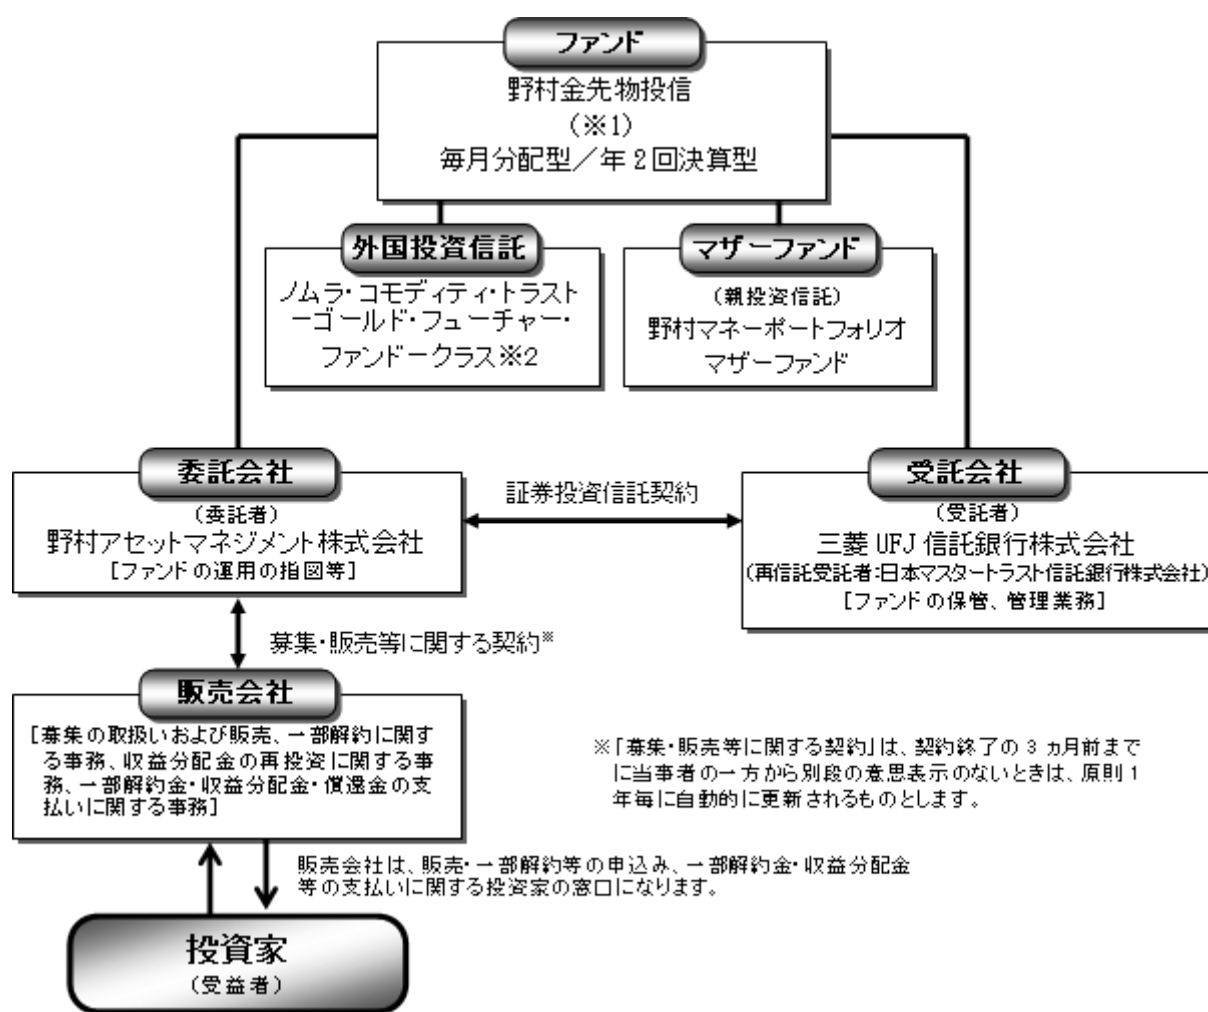 ファンド
野村金先物投信
(※1)
毎月分配型／年2回決算型
外国投資信託
ノムラ・コモディティ・トラスト
－ゴールド・フューチャー・
ファンド－クラス※2
マザーファンド
(親投資信託)
野村マネーポートフォリオ
マザーファンド
委託会社
(委託者)
野村アセットマネジメント株式会社
[ファンドの運用の指図等]
証券投資信託契約
受託会社
(受託者)
三菱UFJ信託銀行株式会社
(再信託受託者:日本マスタートラスト信託銀行株式会社)
[ファンドの保管、管理業務]
募集・販売等に関する契約※
販売会社
[募集の取扱いおよび販売、一部解約に関す
る事務、収益分配金の再投資に関する事
務、一部解約金・収益分配金・償還金の支
払いに関する事務]
※「募集・販売等に関する契約」は、契約終了の3ヵ月前まで
に当事者の一方から別段の意思表示のないときは、原則1
年毎に自動的に更新されるものとします。
販売会社は、販売・一部解約等の申込み、一部解約金・収益分配金
等の支払いに関する投資家の窓口になります。
投資家
(受益者)